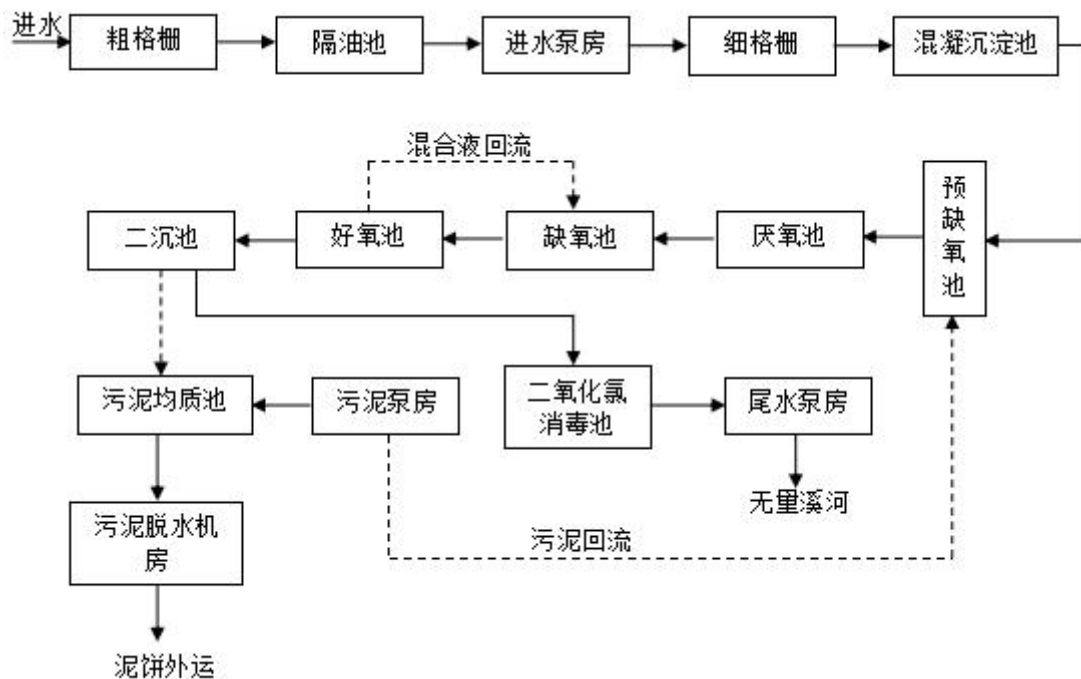 进水
粗格栅
隔油池
进水泵房
细格栅
混凝沉淀池
混合液回流
二沉池
好氧池
缺氧池
厌氧池
预
缺
氧
池
污泥均质池
污泥泵房
二氧化氯
消毒池
尾水泵房
无量溪河
污泥脱水机
房
污泥回流
泥饼外运